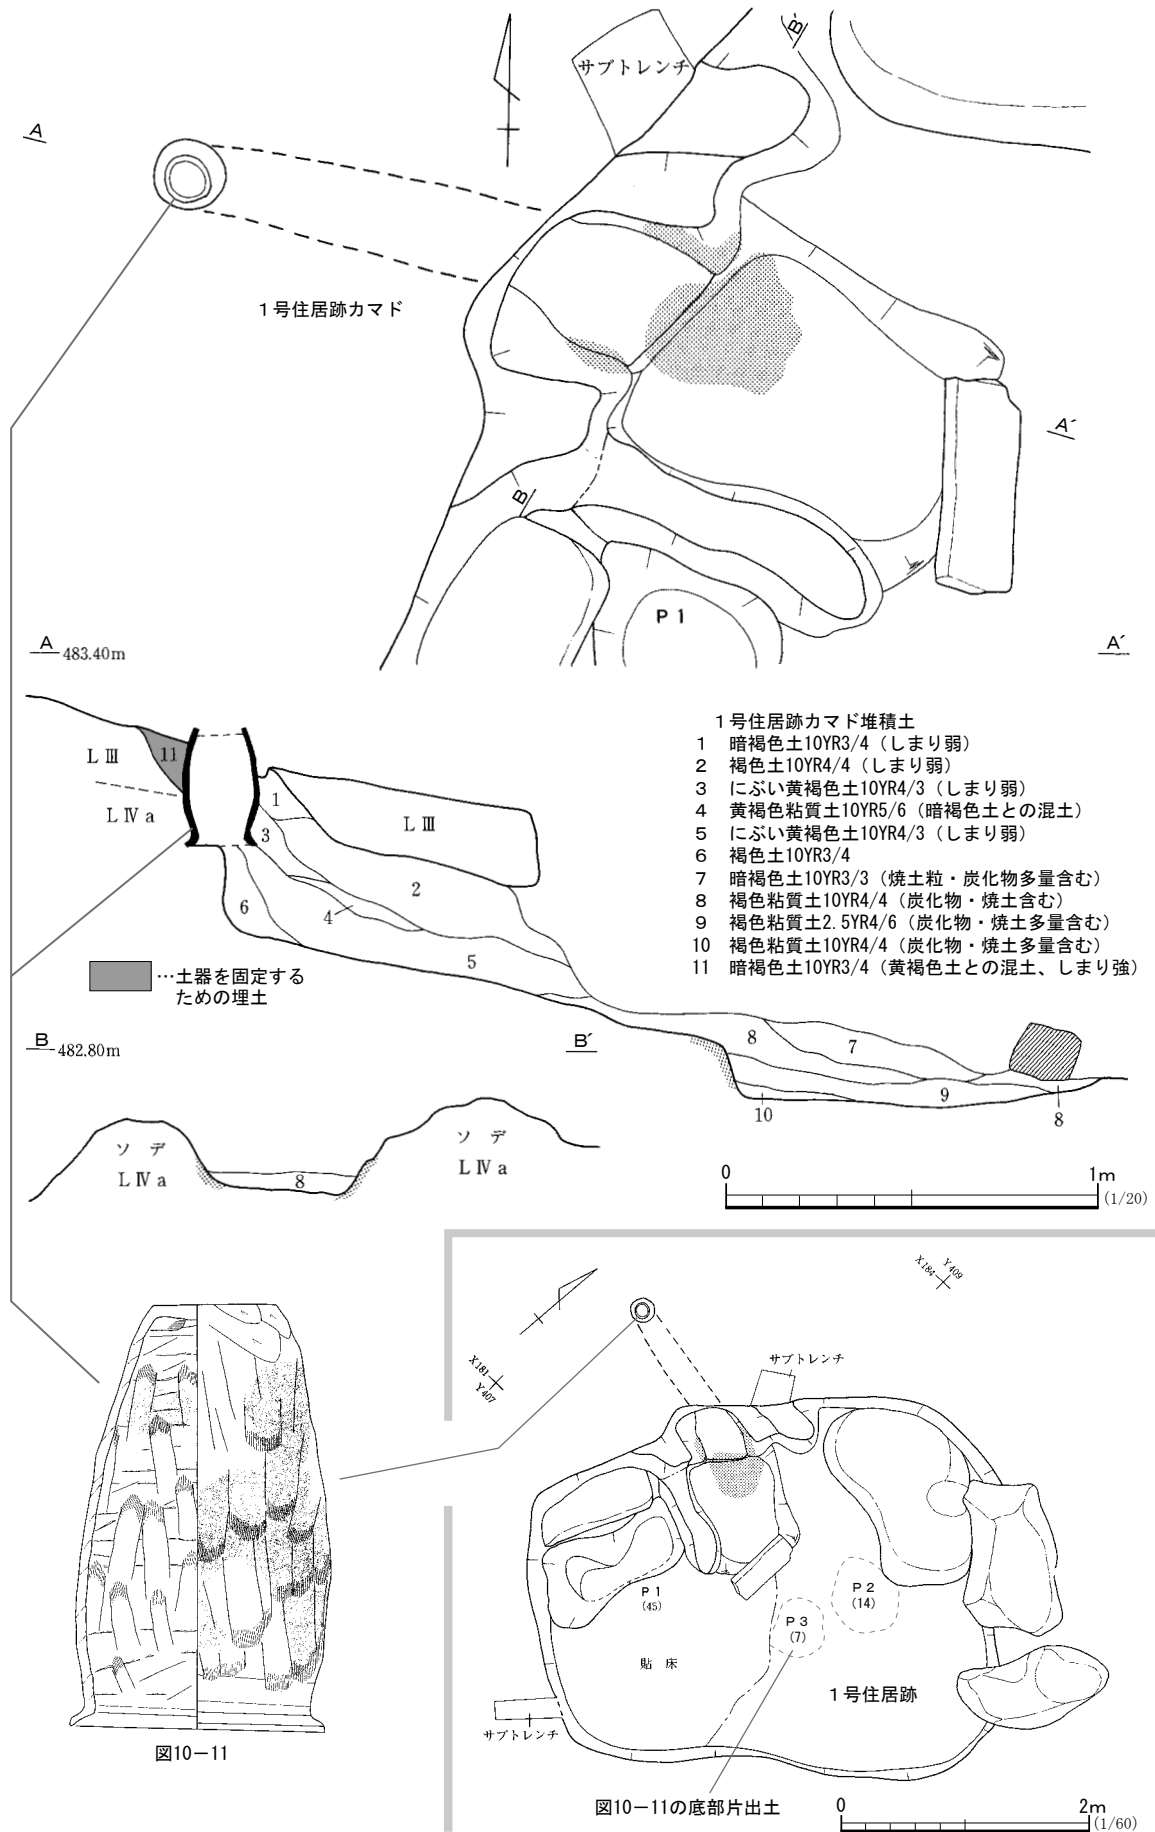 サブトレンチ
B′
A
1号住居跡カマド
A′
B
P 1
A 483.40m
A′
LⅢ
11
LⅣa
1
3
LⅢ
2
6
4
5
1号住居跡カマド堆積土
1 暗褐色土10YR3/4（しまり弱）
2 褐色土10YR4/4（しまり弱）
3 にぶい黄褐色土10YR4/3（しまり弱）
4 黄褐色粘質土10YR5/6（暗褐色土との混土）
5 にぶい黄褐色土10YR4/3（しまり弱）
6 褐色土10YR3/4
7 暗褐色土10YR3/3（焼土粒・炭化物多量含む）
8 褐色粘質土10YR4/4（炭化物・焼土含む）
9 褐色粘質土2.5YR4/6（炭化物・焼土多量含む）
10 褐色粘質土10YR4/4（炭化物・焼土多量含む）
11 暗褐色土10YR3/4（黄褐色土との混土、しまり強）
…土器を固定する
ための埋土
B 482.80m
B′
8
7
9
10
8
ソデ
LⅣa
8
ソデ
LⅣa
0 1m
(1/20)
X184 Y409
X181
Y407
サブトレンチ
P 1
(45)
P 2
(14)
P 3
(7)
貼床
1号住居跡
サブトレンチ
図10－11
図10－11の底部片出土
0 2m
(1/60)